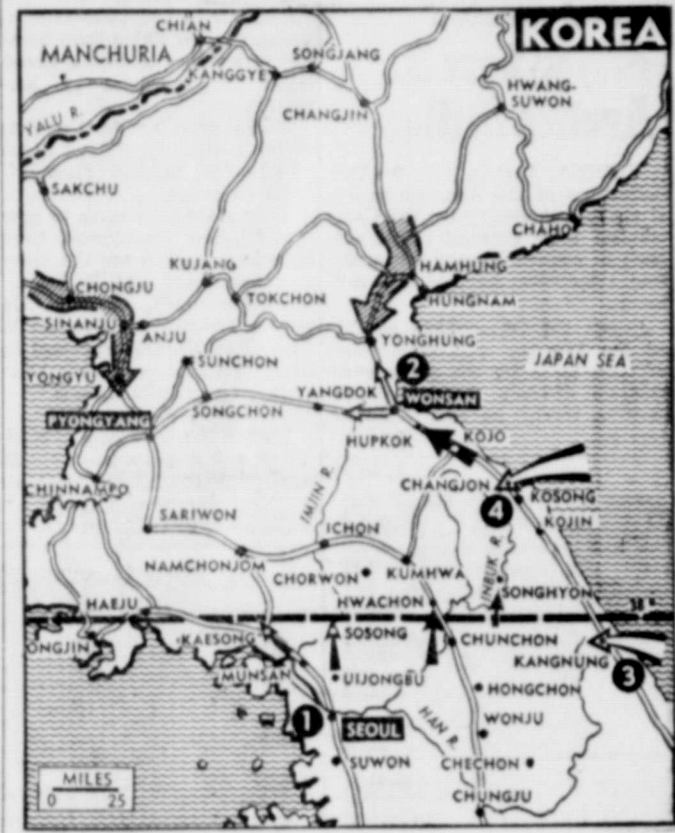 KOREA
CHIAN
MANCHURIA
SONGJANG
KANGGYE
HWANG-
SUWON
CHANGJIN
YALU R.
SAKCHU
CHAHO
KUJANG
HAMHUNG
CHONGJU
TOKCHON
HUNGNAM
SINANJU
ANJU
YONGHUNG
SUNCHON
JAPAN SEA
2
YONGYU
YANGDOK
WONSAN
SONGCHON
PYONGYANG
HUPKOK
KOJO
CHINNAMPO
CHANGJON
KOSONG
IMJIN R.
4
SARIWON
KOJIN
ICHON
NAMCHONJOM
CHORWON
KUMHWA
INBUK R.
SONGHYON
HAEJU
HWACHON
38°
KAESONG
SOSONG
CHUNCHON
ONGJIN
KANGNUNG
MUNSAN
UIJONGBU
3
HONGCHON
1
SEOUL
HAN R.
WONJU
SUWON
CHECHON
MILES
0 25
CHUNGJU